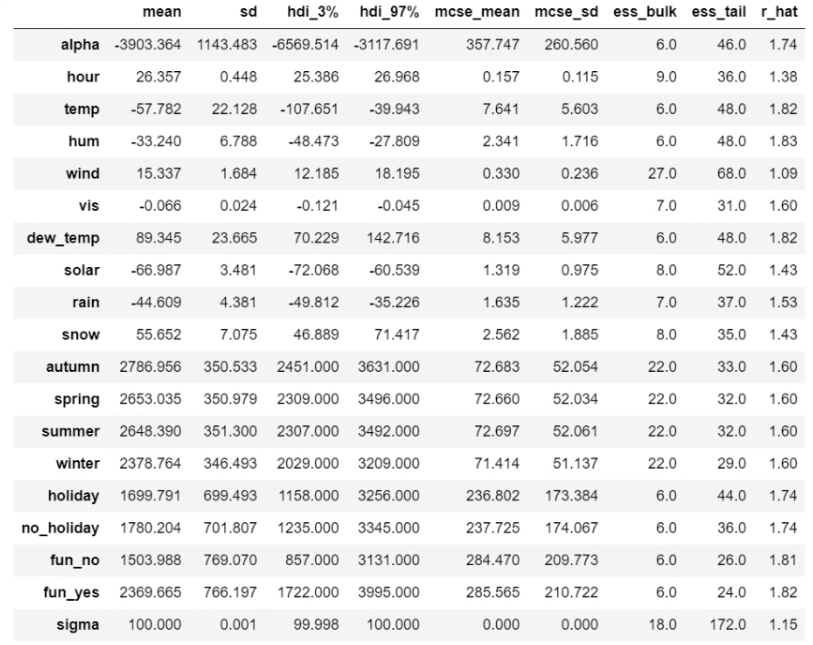 mean sd hdi_3% hdi_97% mcse_mean mcse_sd ess_bulk ess_tail r_hat
alpha -3903.364 1143.483 -6569.514 -3117.691 357.747 260.560 6.0 46.0 1.74
hour 26.357 0.448 25.386 26.968 0.157 0.115 9.0 36.0 1.38
temp -57.782 22.128 -107.651 -39.943 7.641 5.603 6.0 48.0 1.82
hum -33.240 6.788 -48.473 -27.809 2.341 1.716 6.0 48.0 1.83
wind 15.337 1.684 12.185 18.195 0.330 0.236 27.0 68.0 1.09
vis -0.066 0.024 -0.121 -0.045 0.009 0.006 7.0 31.0 1.60
dew_temp 89.345 23.665 70.229 142.716 8.153 5.977 6.0 48.0 1.82
solar -66.987 3.481 -72.068 -60.539 1.319 0.975 8.0 52.0 1.43
rain -44.609 4.381 -49.812 -35.226 1.635 1.222 7.0 37.0 1.53
snow 55.652 7.075 46.889 71.417 2.562 1.885 8.0 35.0 1.43
autumn 2786.956 350.533 2451.000 3631.000 72.683 52.054 22.0 33.0 1.60
spring 2653.035 350.979 2309.000 3496.000 72.660 52.034 22.0 32.0 1.60
summer 2648.390 351.300 2307.000 3492.000 72.697 52.061 22.0 32.0 1.60
winter 2378.764 346.493 2029.000 3209.000 71.414 51.137 22.0 29.0 1.60
holiday 1699.791 699.493 1158.000 3256.000 236.802 173.384 6.0 44.0 1.74
no_holiday 1780.204 701.807 1235.000 3345.000 237.725 174.067 6.0 36.0 1.74
fun_no 1503.988 769.070 857.000 3131.000 284.470 209.773 6.0 26.0 1.81
fun_yes 2369.665 766.197 1722.000 3995.000 285.565 210.722 6.0 24.0 1.82
sigma 100.000 0.001 99.998 100.000 0.000 0.000 18.0 172.0 1.15